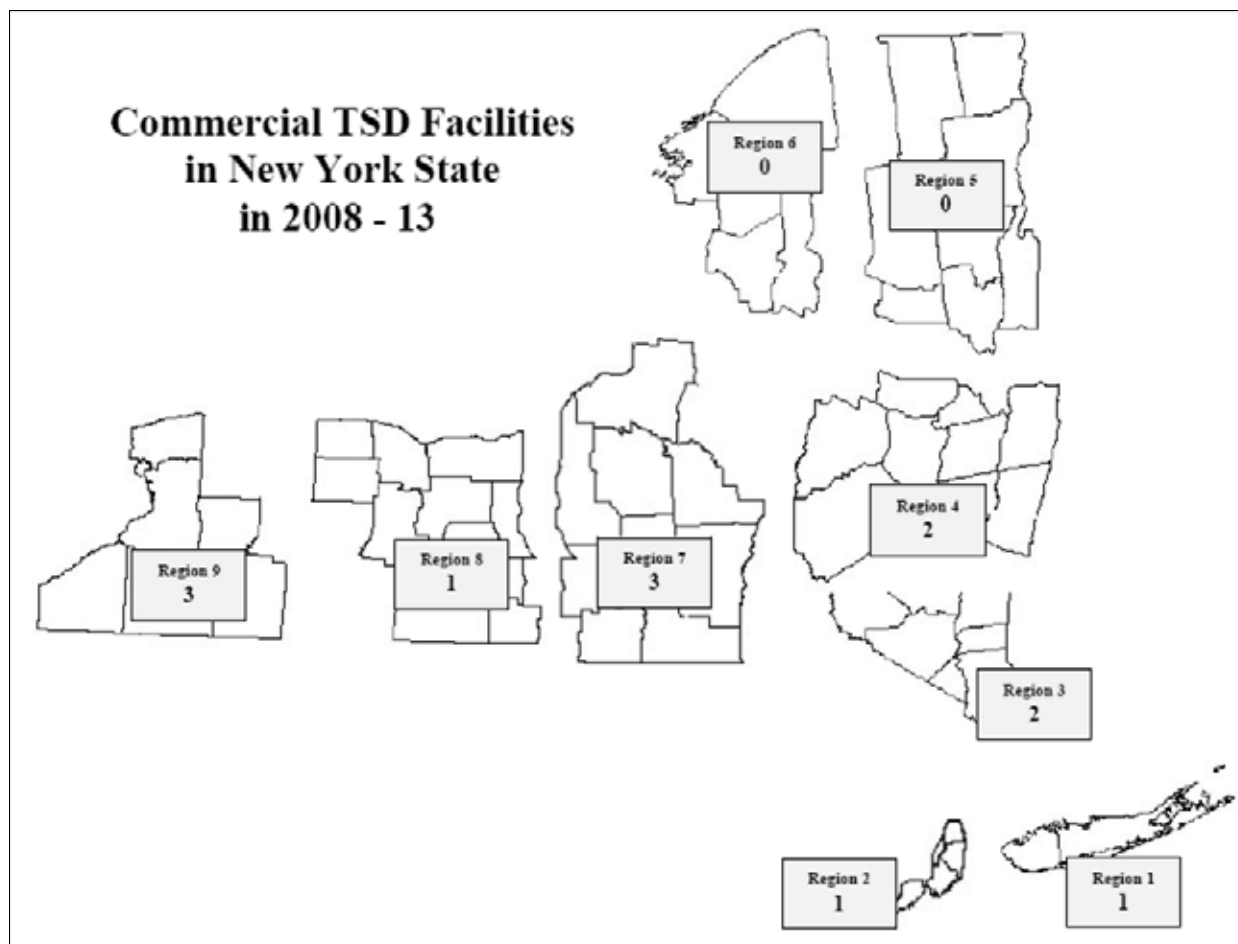 Commercial TSD Facilities
in New York State
in 2008 - 13
Region 6
0
Region 5
0
Region 4
2
Region 9
3
Region 8
1
Region 7
3
Region 3
2
Region 2
1
Region 1
1